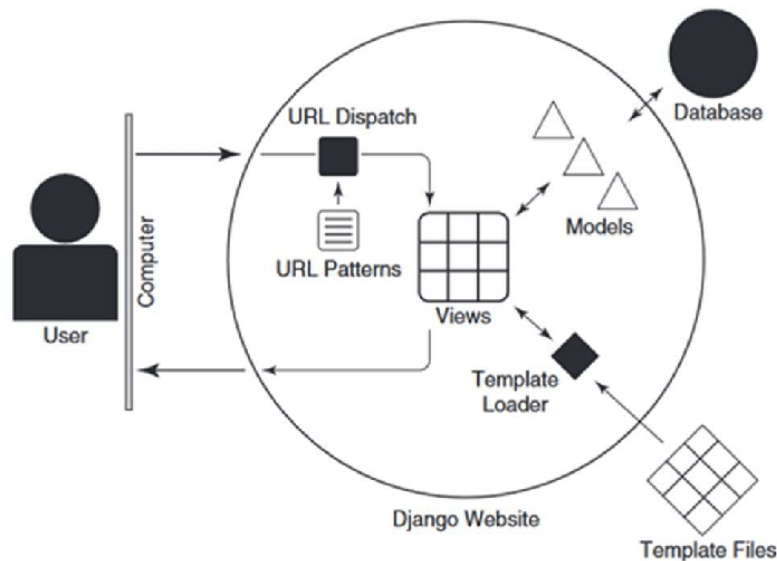 URL Dispatch
Database
URL Patterns
Models
Computer
User
Views
Template
Loader
Django Website
Template Files